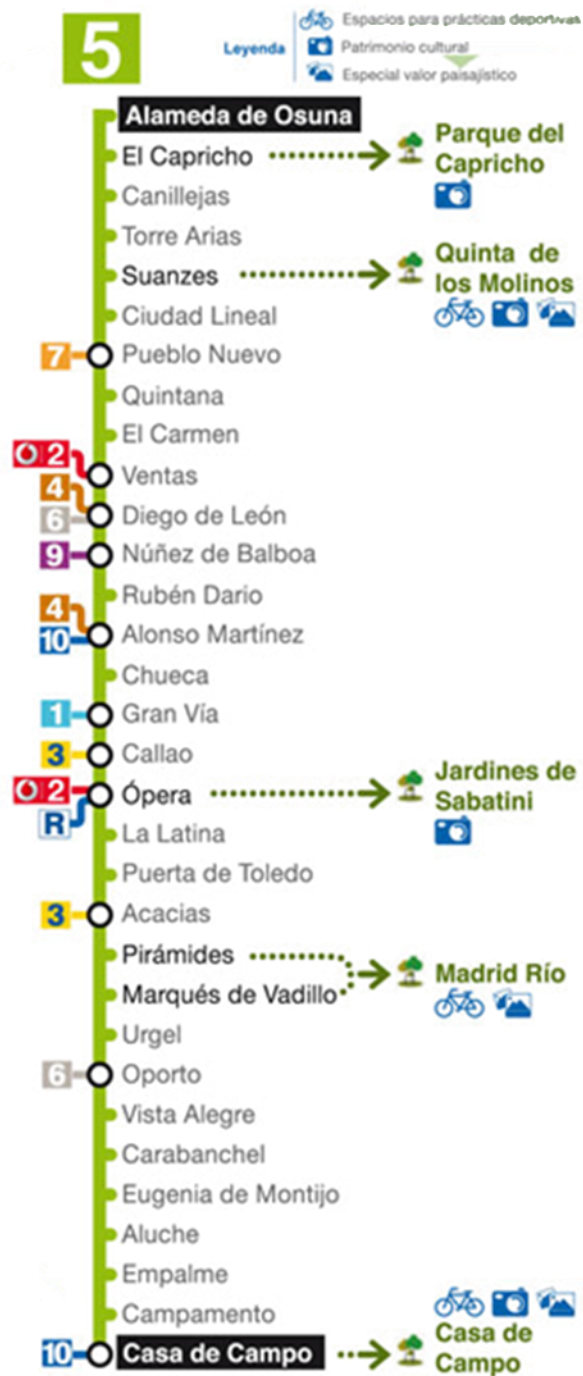 5
Leyenda
Espacios para prácticas deportivas
Patrimonio cultural
Especial valor paisajístico
Alameda de Osuna
El Capricho
Parque del
Capricho
Canillejas
Torre Arias
Suanzes
Quinta de
los Molinos
Ciudad Lineal
7 Pueblo Nuevo
Quintana
El Carmen
2 Ventas
4
6 Diego de León
9 Núñez de Balboa
Rubén Dario
4
10 Alonso Martínez
Chueca
1 Gran Vía
3 Callao
2 Ópera
R
Jardines de
Sabatini
La Latina
Puerta de Toledo
3 Acacias
Pirámides
Marqués de Vadillo
Madrid Río
Urgel
6 Oporto
Vista Alegre
Carabanchel
Eugenia de Montijo
Aluche
Empalme
Campamento
10 Casa de Campo
Casa de
Campo